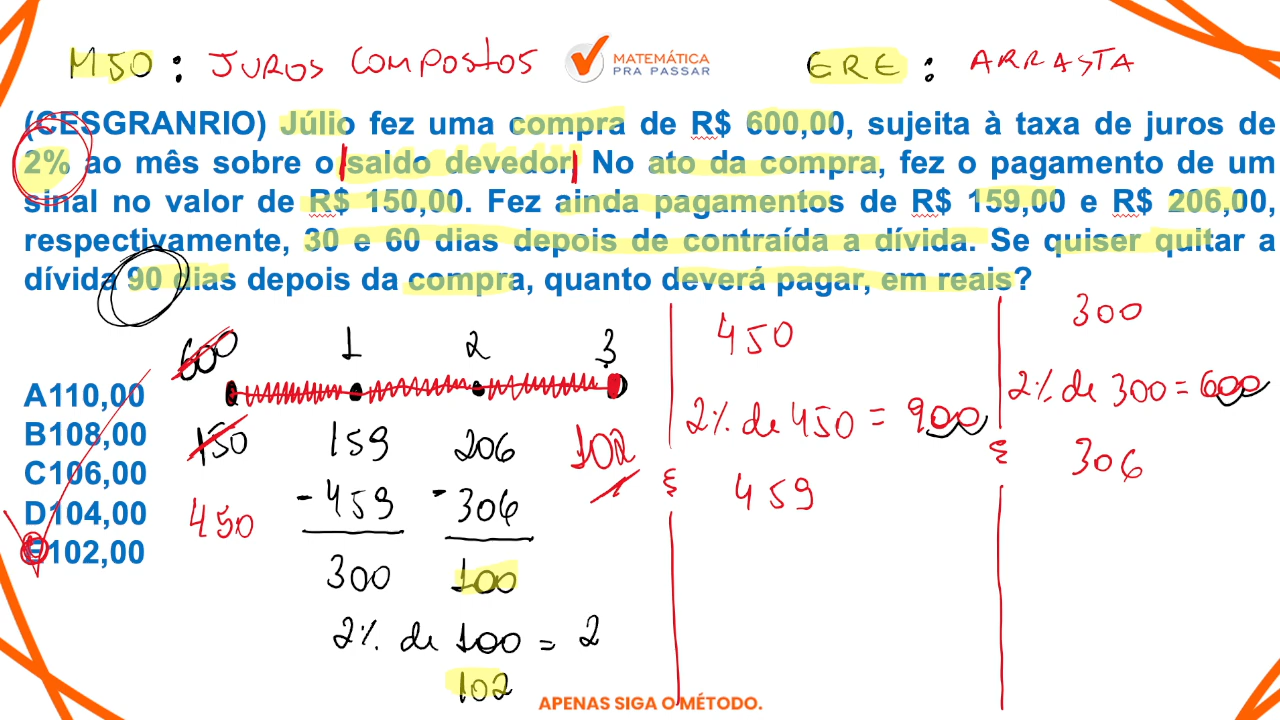 M50 : JUROS COMPOSTOS
MATEMÁTICA
PRA PASSAR
ERE : ARRASTA
(CESGRANRIO) Júlio fez uma compra de R$ 600,00, sujeita à taxa de juros de
2% ao mês sobre o saldo devedor. No ato da compra, fez o pagamento de um
sinal no valor de R$ 150,00. Fez ainda pagamentos de R$ 159,00 e R$ 206,00,
respectivamente, 30 e 60 dias depois de contraída a dívida. Se quiser quitar a
dívida 90 dias depois da compra, quanto deverá pagar, em reais?
A110,00
B108,00
C106,00
D104,00
E102,00
600 1 2 3
150 159 206 102
450 - 459 - 306
300 100
2% de 100 = 2
102
450
2% de 450 = 900
459
300
2% de 300 = 600
306
APENAS SIGA O MÉTODO.